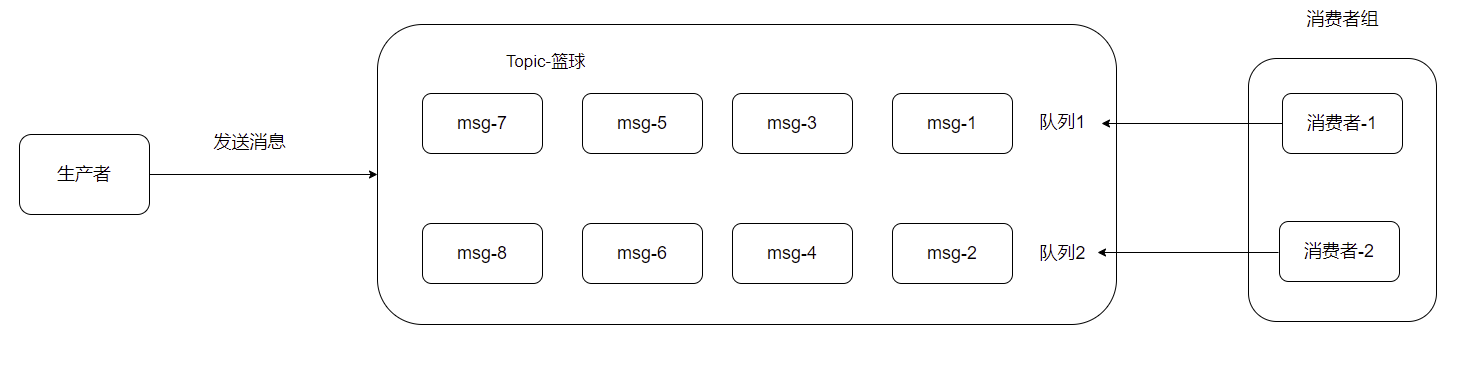 消费者组
Topic-篮球
msg-7 msg-5 msg-3 msg-1 队列1 消费者-1
发送消息
生产者
msg-8 msg-6 msg-4 msg-2 队列2 消费者-2